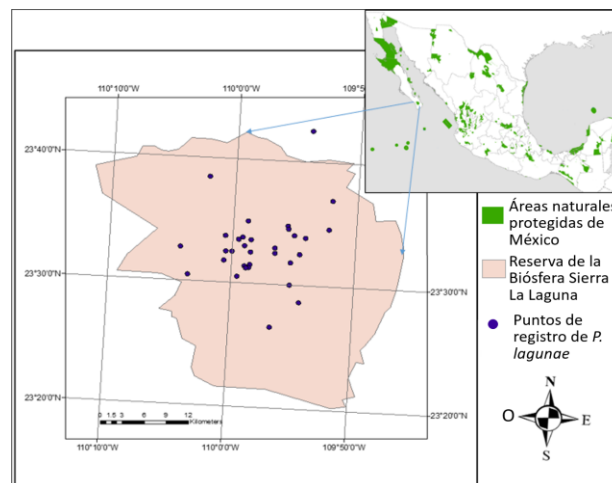 110°10'0"W
110°0'0"W
109°50'0"W
23°40'0"N
23°30'0"N
23°20'0"N
23°30'0"N
23°20'0"N
0 1.5 3 6 9 12
Kilometers
110°10'0"W
110°0'0"W
109°50'0"W
Áreas naturales
protegidas de
México
Reserva de la
Biósfera Sierra
La Laguna
Puntos de
registro de P.
lagunae
N
O
E
S